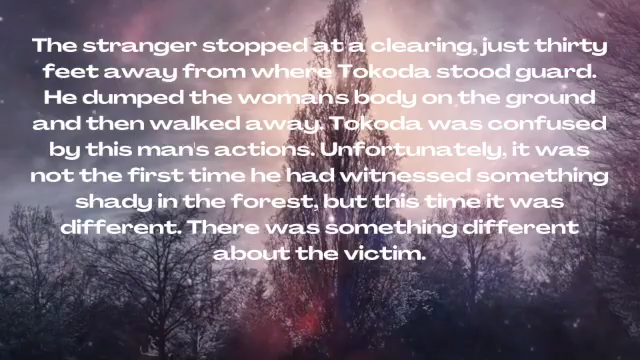 The stranger stopped at a clearing, just thirty
feet away from where Tokoda stood guard.
He dumped the woman's body on the ground
and then walked away. Tokoda was confused
by this man's actions. Unfortunately, it was
not the first time he had witnessed something
shady in the forest, but this time it was
different. There was something different
about the victim.